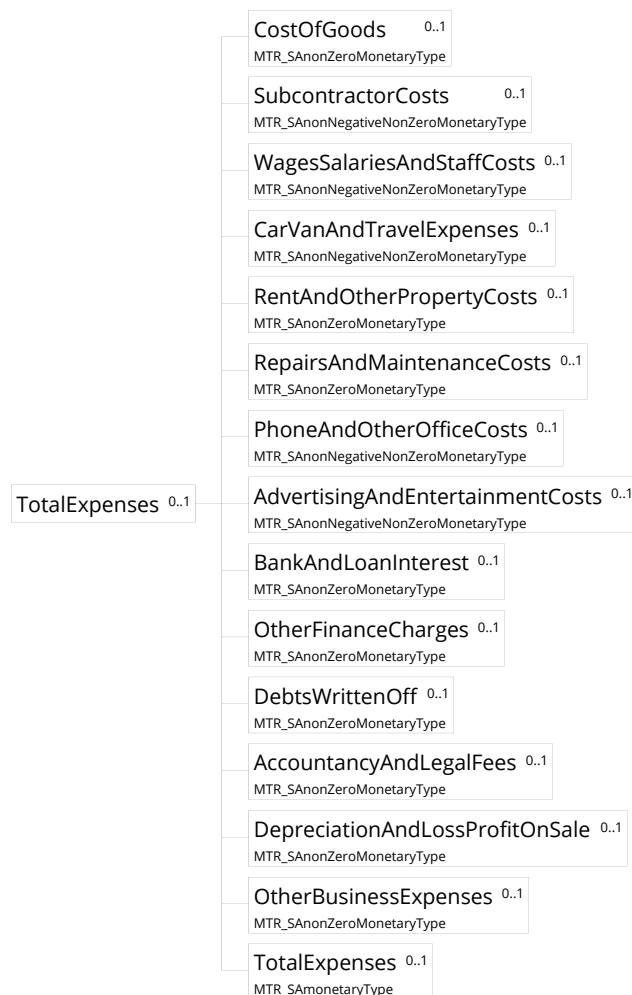 CostOfGoods 0..1
MTR_SAnonZeroMonetaryType
SubcontractorCosts 0..1
MTR_SAnonNegativeNonZeroMonetaryType
WagesSalariesAndStaffCosts 0..1
MTR_SAnonNegativeNonZeroMonetaryType
CarVanAndTravelExpenses 0..1
MTR_SAnonNegativeNonZeroMonetaryType
RentAndOtherPropertyCosts 0..1
MTR_SAnonZeroMonetaryType
RepairsAndMaintenanceCosts 0..1
MTR_SAnonZeroMonetaryType
PhoneAndOtherOfficeCosts 0..1
MTR_SAnonNegativeNonZeroMonetaryType
TotalExpenses 0..1
AdvertisingAndEntertainmentCosts 0..1
MTR_SAnonNegativeNonZeroMonetaryType
BankAndLoanInterest 0..1
MTR_SAnonZeroMonetaryType
OtherFinanceCharges 0..1
MTR_SAnonZeroMonetaryType
DebtsWrittenOff 0..1
MTR_SAnonZeroMonetaryType
AccountancyAndLegalFees 0..1
MTR_SAnonZeroMonetaryType
DepreciationAndLossProfitOnSale 0..1
MTR_SAnonZeroMonetaryType
OtherBusinessExpenses 0..1
MTR_SAnonZeroMonetaryType
TotalExpenses 0..1
MTR_SAmonetaryType